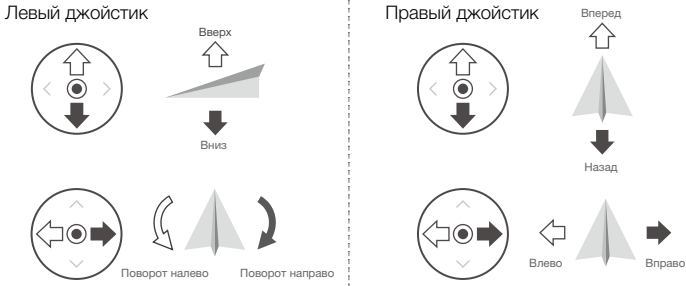 Левый джойстик
Вверх
Вниз
Поворот налево
Поворот направо
Правый джойстик
Вперед
Назад
Влево
Вправо